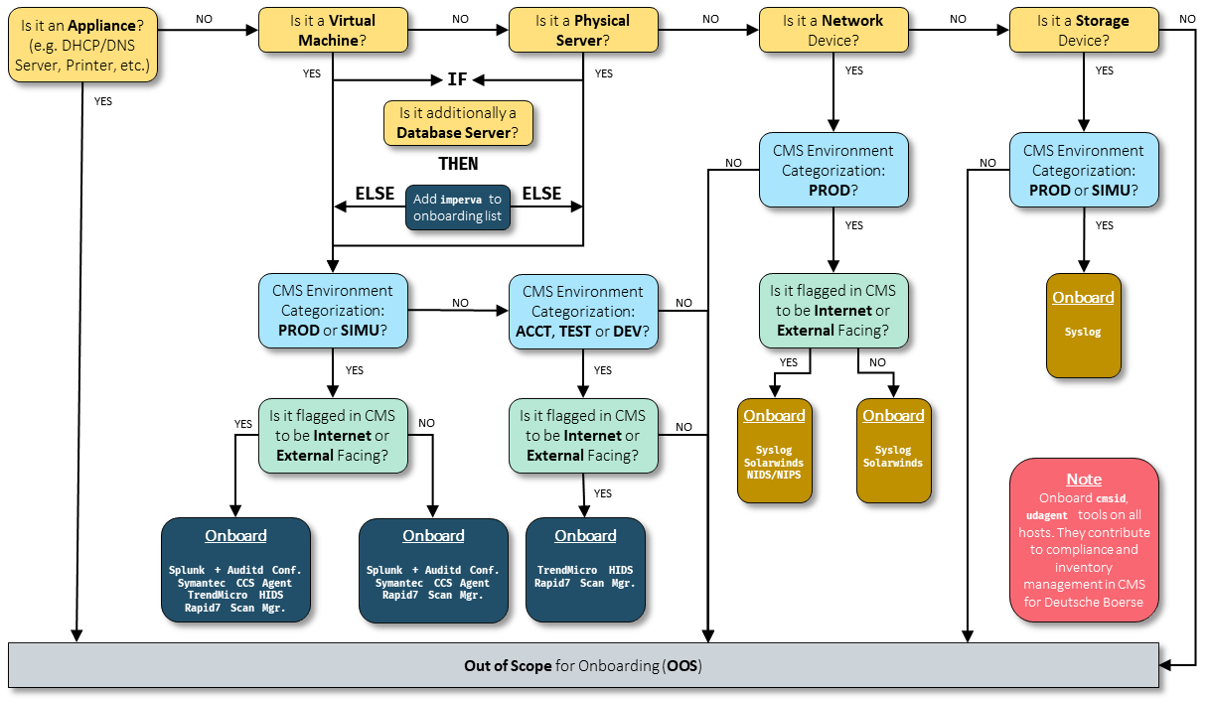 Is it an Appliance?
(e.g. DHCP/DNS
Server, Printer, etc.)
NO
Is it a Virtual
Machine?
NO
Is it a Physical
Server?
NO
Is it a Network
Device?
NO
Is it a Storage
Device?
NO
YES
YES
IF
YES
YES
YES
Is it additionally a
Database Server?
THEN
ELSE
Add imperva to
onboarding list
ELSE
NO
CMS Environment
Categorization:
PROD?
NO
CMS Environment
Categorization:
PROD or SIMU?
YES
YES
CMS Environment
Categorization:
PROD or SIMU?
NO
CMS Environment
Categorization:
ACCT, TEST or DEV?
NO
Is it flagged in CMS
to be Internet or
External Facing?
Onboard
Syslog
YES
YES
YES
NO
YES
Is it flagged in CMS
to be Internet or
External Facing?
NO
Is it flagged in CMS
to be Internet or
External Facing?
NO
Onboard
Syslog
Solarwinds
NIDS/NIPS
Onboard
Syslog
Solarwinds
YES
Onboard
Splunk + Auditd Conf.
Symantec CCS Agent
TrendMicro HIDS
Rapid7 Scan Mgr.
Onboard
Splunk + Auditd Conf.
Symantec CCS Agent
Rapid7 Scan Mgr.
Onboard
TrendMicro HIDS
Rapid7 Scan Mgr.
Note
Onboard cmsid,
udagent tools on all
hosts. They contribute
to compliance and
inventory
management in CMS
for Deutsche Boerse
Out of Scope for Onboarding (OOS)